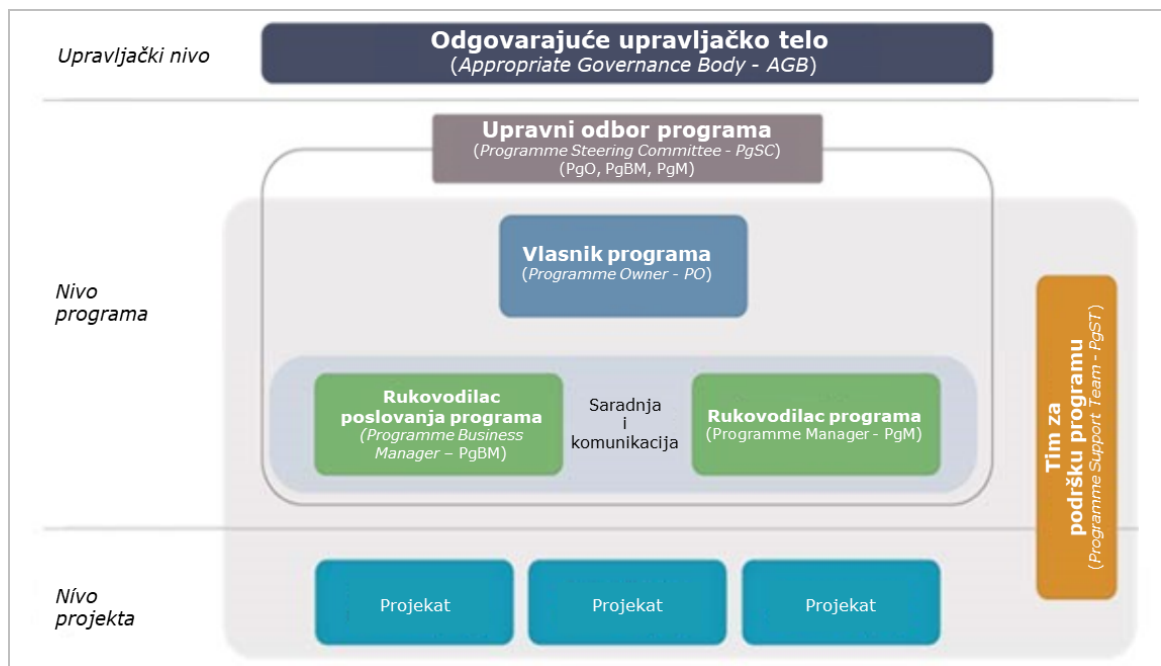 Upravljački nivo
Odgovarajuće upravljačko telo
(Appropriate Governance Body - AGB)
Upravni odbor programa
(Programme Steering Committee - PgSC)
(PgO, PgBM, PgM)
Vlasnik programa
(Programme Owner - PO)
Nivo
programa
Rukovodilac
poslovanja programa
(Programme Business
Manager – PgBM)
Saradnja
i
komunikacija
Rukovodilac programa
(Programme Manager - PgM)
Tim za
podršku programu
(Programme Support Team - PgST)
Nívo
projekta
Projekat
Projekat
Projekat